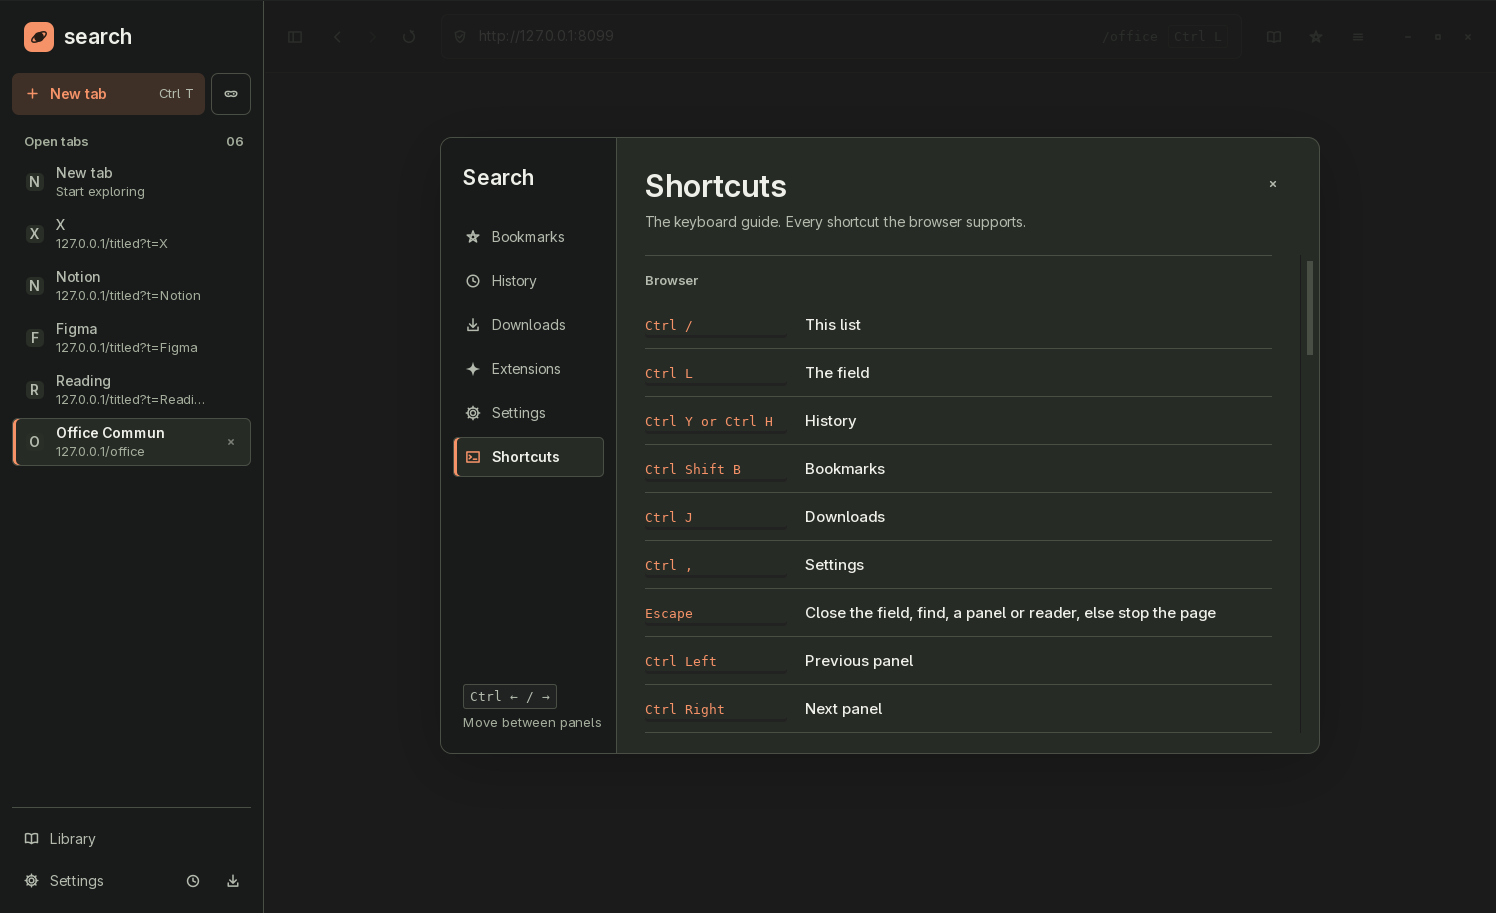 search
New tab
Ctrl T
Open tabs
06
N
New tab
Start exploring
X
X
127.0.0.1/titled?t=X
N
Notion
127.0.0.1/titled?t=Notion
F
Figma
127.0.0.1/titled?t=Figma
R
Reading
127.0.0.1/titled?t=Readi…
O
Office Commun
127.0.0.1/office
Library
Settings
http://127.0.0.1:8099
/office
Ctrl L
Search
Bookmarks
History
Downloads
Extensions
Settings
Shortcuts
Ctrl ← / →
Move between panels
Shortcuts
The keyboard guide. Every shortcut the browser supports.
Browser
Ctrl / This list
Ctrl L The field
Ctrl Y or Ctrl H History
Ctrl Shift B Bookmarks
Ctrl J Downloads
Ctrl , Settings
Escape Close the field, find, a panel or reader, else stop the page
Ctrl Left Previous panel
Ctrl Right Next panel